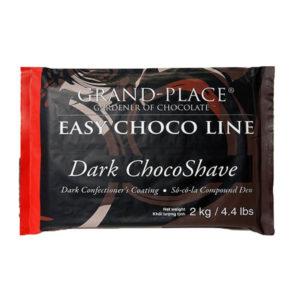 GRAND-PLACE®
GARDENER OF CHOCOLATE
EASY CHOCO LINE
Dark ChocoShave
Dark Confectioner's Coating • Sô-cô-la Compound Đen
Net weight
Khối lượng tịnh
2 kg / 4.4 lbs